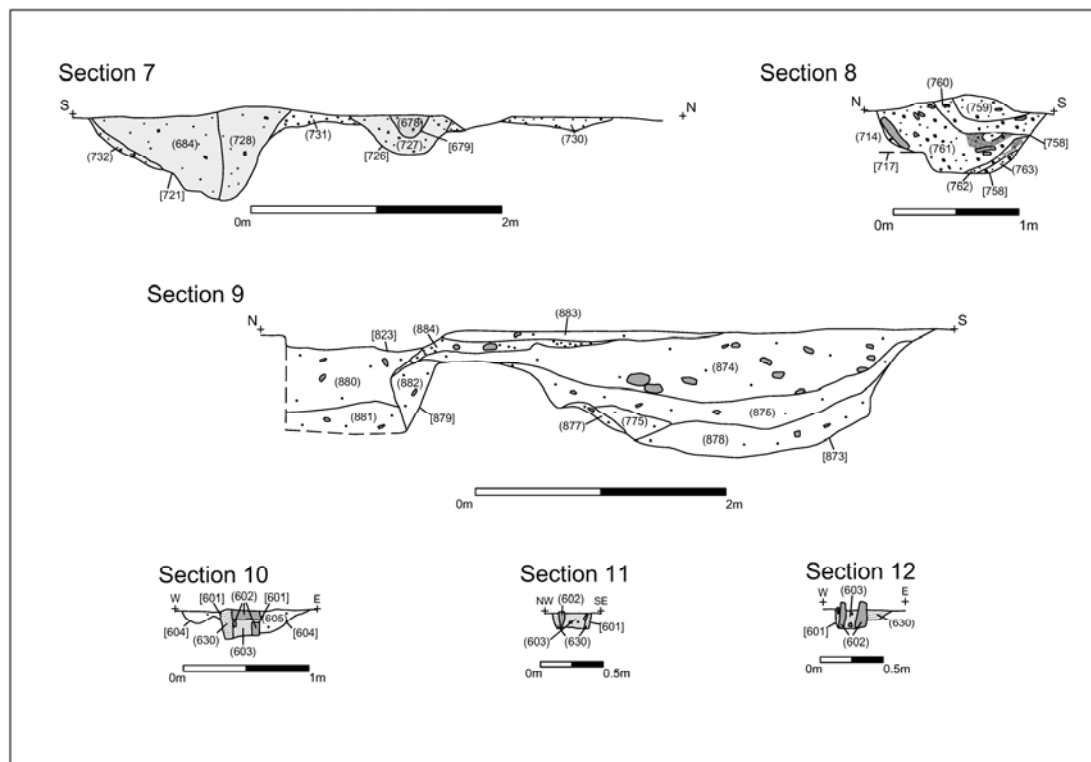 Section 7
S
N
(678)
(684)
(728)
(731)
(727)
(730)
(732)
[726]
[679]
[721]
0m
2m
Section 8
(760)
N
S
(759)
(714)
(761)
[758]
[717]
(763)
(762)
[758]
0m
1m
Section 9
N
S
(883)
[823]
(884)
(874)
(880)
(882)
(876)
(881)
[879]
(877)
(775)
(878)
[873]
0m
2m
Section 10
W
[601]
(602)
[601]
E
(605)
[604]
(630)
[604]
(603)
0m
1m
Section 11
NW
(602)
SE
[601]
(603)
(630)
0m
0.5m
Section 12
(603)
W
E
[601]
(630)
(602)
0m
0.5m